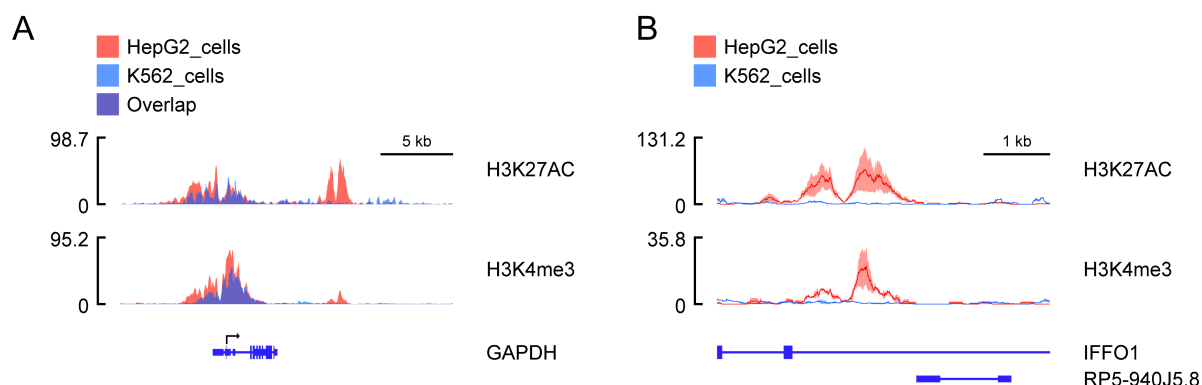 A
HepG2_cells
K562_cells
Overlap
98.7
5 kb
H3K27AC
0
95.2
H3K4me3
0
GAPDH
B
HepG2_cells
K562_cells
131.2
1 kb
H3K27AC
0
35.8
H3K4me3
0
IFFO1
RP5-940J5.8